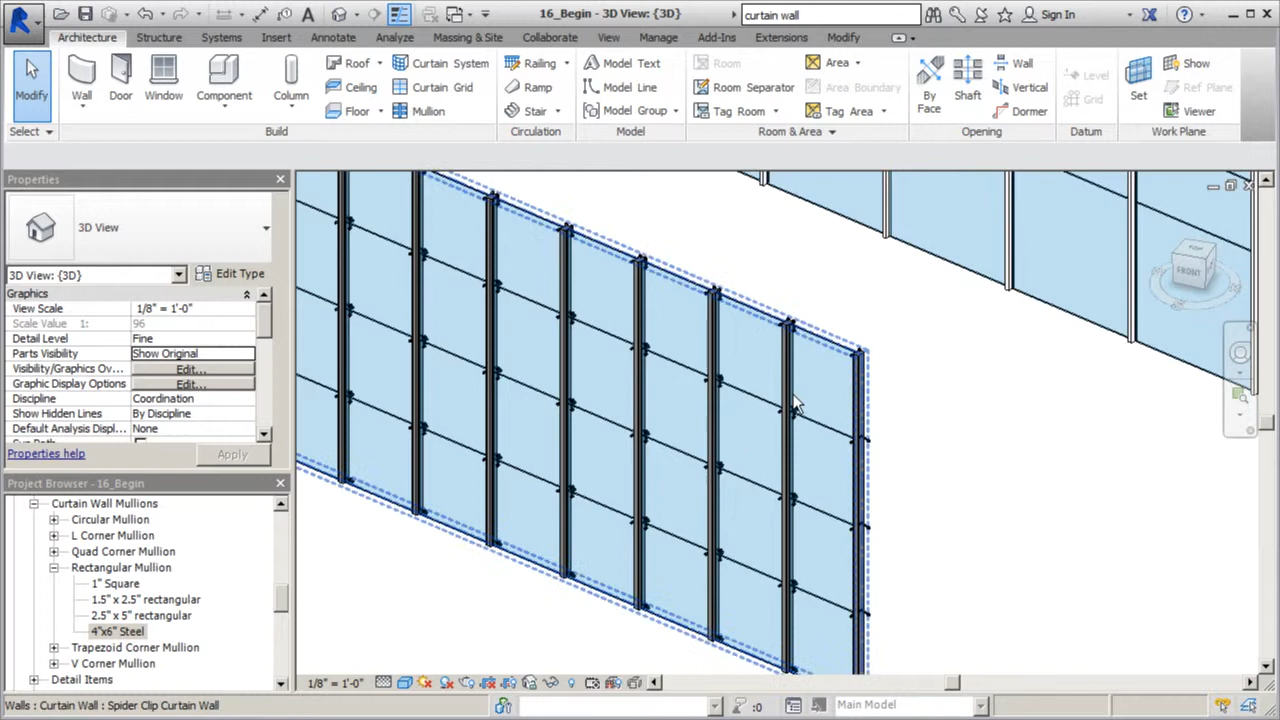 16_Begin - 3D View: {3D}
curtain wall
Sign In
Architecture Structure Systems Insert Annotate Analyze Massing & Site Collaborate View Manage Add-Ins Extensions Modify
Modify
Wall
Door
Window
Component
Column
Roof
Ceiling
Floor
Curtain System
Curtain Grid
Mullion
Railing
Ramp
Stair
Model Text
Model Line
Model Group
Room
Room Separator
Tag Room
Area
Area Boundary
Tag Area
By
Face
Shaft
Wall
Vertical
Dormer
Level
Grid
Set
Show
Ref Plane
Viewer
Select
Build
Circulation
Model
Room & Area
Opening
Datum
Work Plane
Properties
3D View
3D View: {3D}
Edit Type
Graphics
View Scale 1/8" = 1'-0"
Scale Value 1: 96
Detail Level Fine
Parts Visibility Show Original
Visibility/Graphics Ov... Edit...
Graphic Display Options Edit...
Discipline Coordination
Show Hidden Lines By Discipline
Default Analysis Displ... None
Properties help
Apply
Project Browser - 16_Begin
Curtain Wall Mullions
Circular Mullion
L Corner Mullion
Quad Corner Mullion
Rectangular Mullion
1" Square
1.5" x 2.5" rectangular
2.5" x 5" rectangular
4"x6" Steel
Trapezoid Corner Mullion
V Corner Mullion
Detail Items
TOP
FRONT
1/8" = 1'-0"
Walls : Curtain Wall : Spider Clip Curtain Wall
:0
Main Model